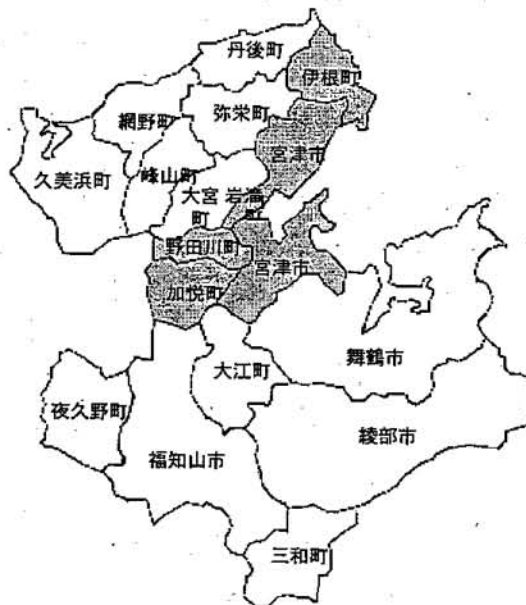 丹後町
伊根町
網野町
弥栄町
宮津市
久美浜町
峰山町
大宮
町
岩滝
町
野田川町
宮津市
加悦町
舞鶴市
大江町
夜久野町
綾部市
福知山市
三和町